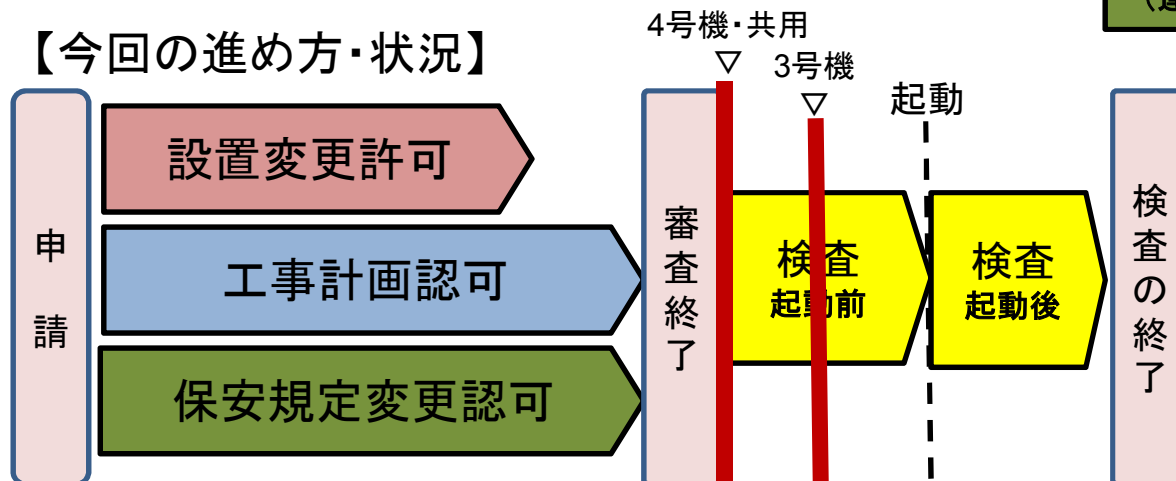 【今回の進め方・状況】
4号機・共用
▽
3号機
▽
起動
申請
設置変更許可
工事計画認可
保安規定変更認可
審査終了
検査
起動前
検査
起動後
検査の終了